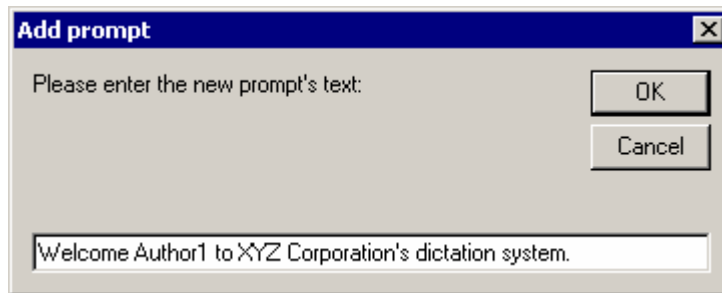 Add prompt
Please enter the new prompt's text:
OK
Cancel
Welcome Author1 to XYZ Corporation's dictation system.